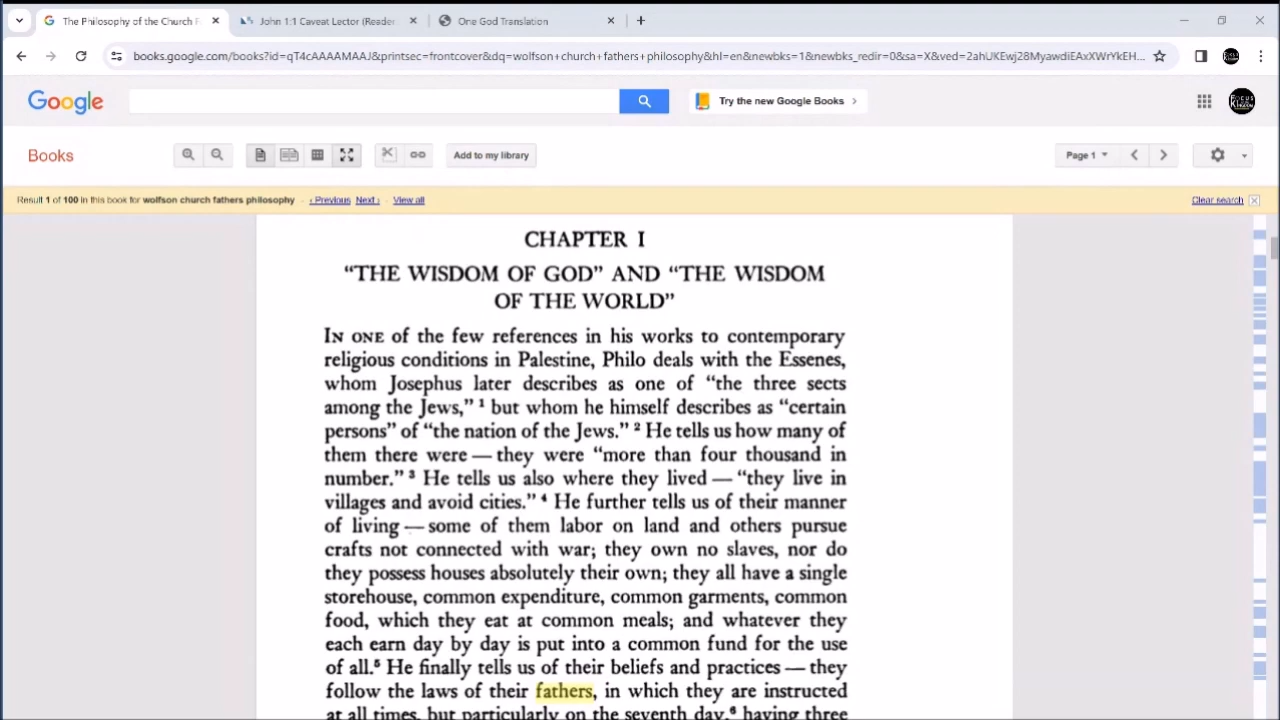 The Philosophy of the Church F
John 1:1 Caveat Lector (Reader
One God Translation
books.google.com/books?id=qT4cAAAAMAAJ&printsec=frontcover&dq=wolfson+church+fathers+philosophy&hl=en&newbks=1&newbks_redir=0&sa=X&ved=2ahUKEwj28MyawdiEAxXWrYkEH...
Google
Try the new Google Books
Books
Add to my library
Page 1
Result 1 of 100 in this book for wolfson church fathers philosophy - ‹ Previous Next › - View all
Clear search
CHAPTER I
“THE WISDOM OF GOD” AND “THE WISDOM
OF THE WORLD”
IN ONE of the few references in his works to contemporary
religious conditions in Palestine, Philo deals with the Essenes,
whom Josephus later describes as one of “the three sects
among the Jews,” 1 but whom he himself describes as “certain
persons” of “the nation of the Jews.” 2 He tells us how many of
them there were — they were “more than four thousand in
number.” 3 He tells us also where they lived — “they live in
villages and avoid cities.” 4 He further tells us of their manner
of living — some of them labor on land and others pursue
crafts not connected with war; they own no slaves, nor do
they possess houses absolutely their own; they all have a single
storehouse, common expenditure, common garments, common
food, which they eat at common meals; and whatever they
each earn day by day is put into a common fund for the use
of all.5 He finally tells us of their beliefs and practices — they
follow the laws of their fathers, in which they are instructed
at all times, but particularly on the seventh day,6 having three